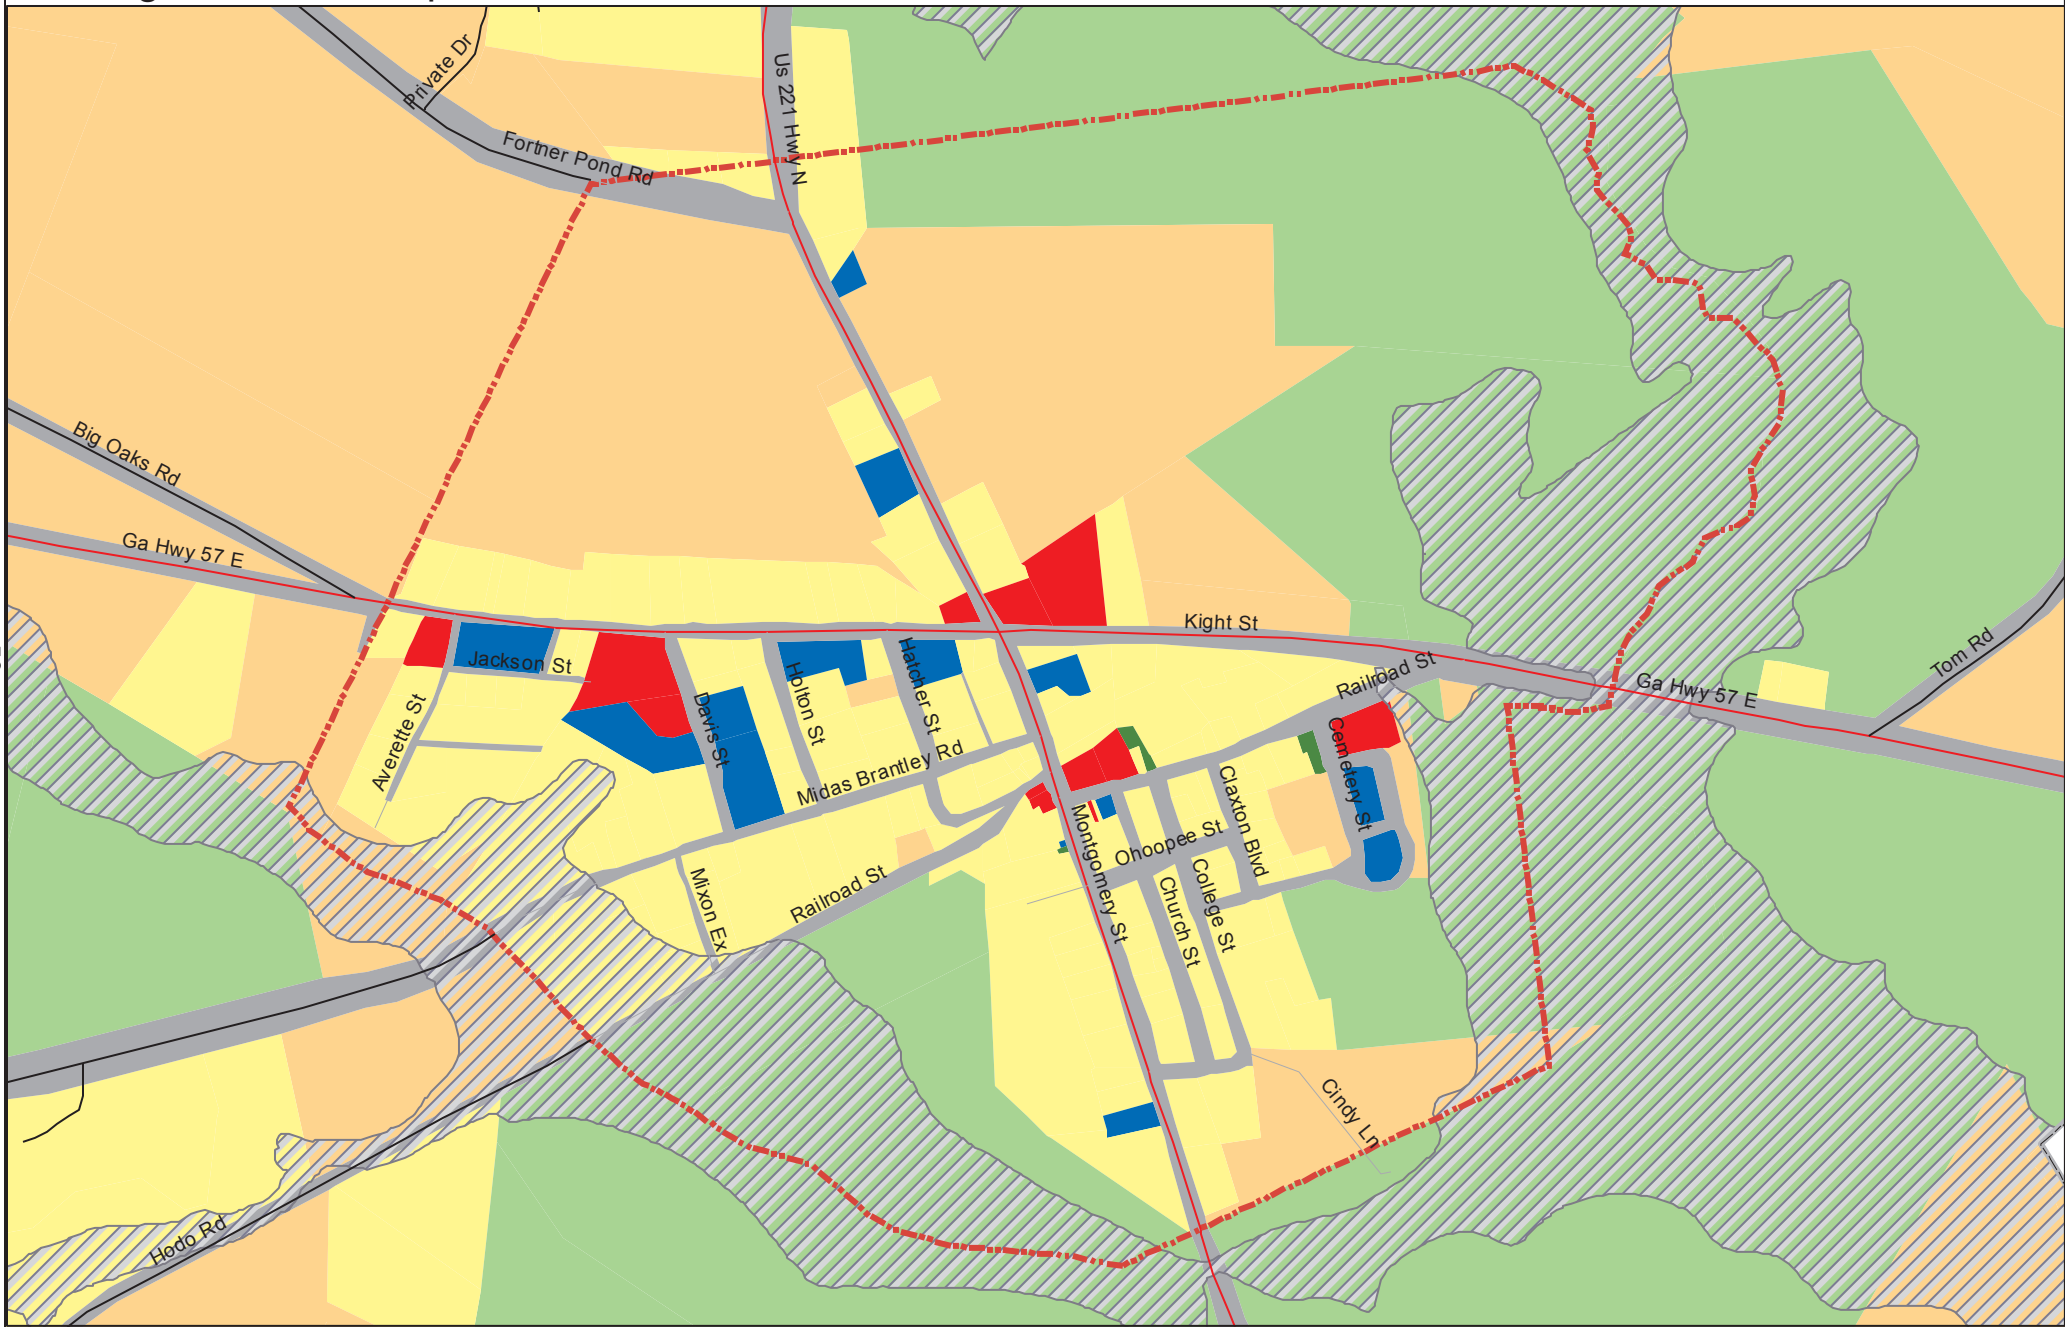 Private Dr
Us 221 Hwy N
Fortner Pond Rd
Big Oaks Rd
Ga Hwy 57 E
Kight St
Jackson St
Railroad St
Tom Rd
Ga Hwy 57 E
Averette St
Davis St
Holton St
Hatcher St
Cemetery St
Midas Brantley Rd
Claxton Blvd
Montgomery St
Ohoopee St
Mixon Ex
Railroad St
Church St
College St
Cindy Ln
Hodo Rd